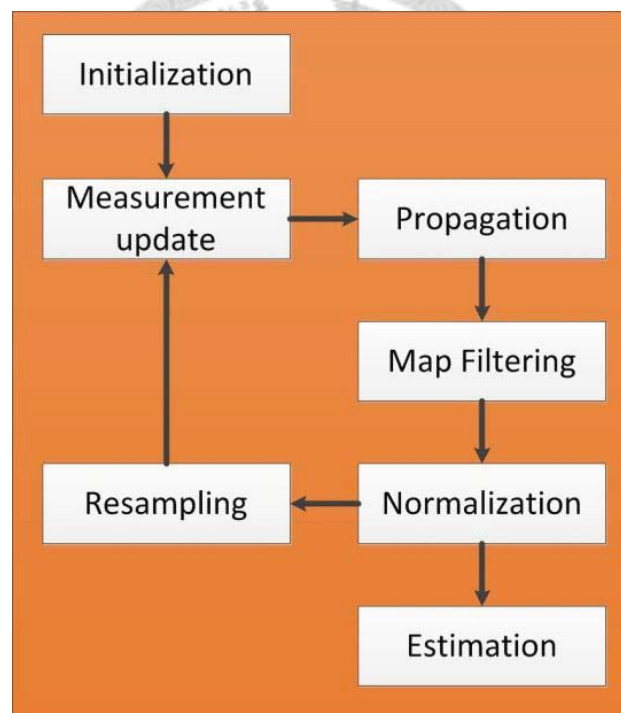 Initialization
Measurement
update
Propagation
Map Filtering
Resampling
Normalization
Estimation